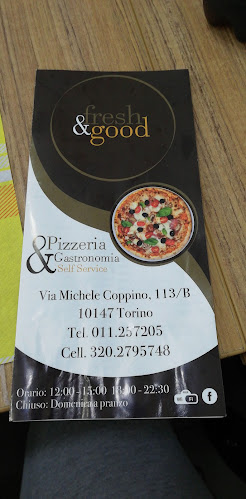 fresh
&good
& Pizzeria
Gastronomia
Self Service
Via Michele Coppino, 113/B
10147 Torino
Tel. 011.257205
Cell. 320.2795748
Orario: 12:00 - 15:00 18:00 - 22:30
Chiuso: Domenica a pranzo